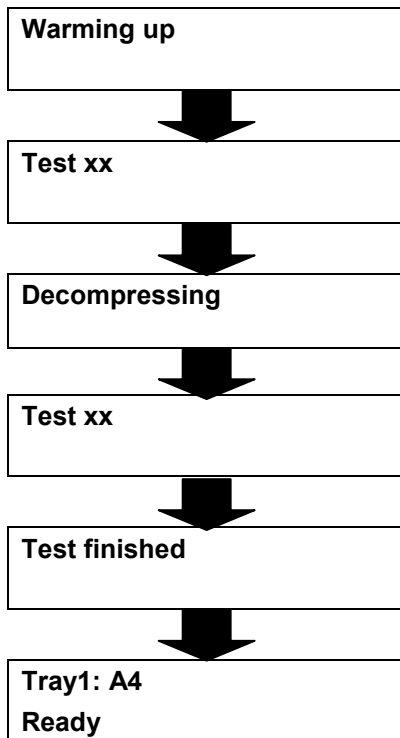 Warming up
Test xx
Decompressing
Test xx
Test finished
Tray1: A4
Ready